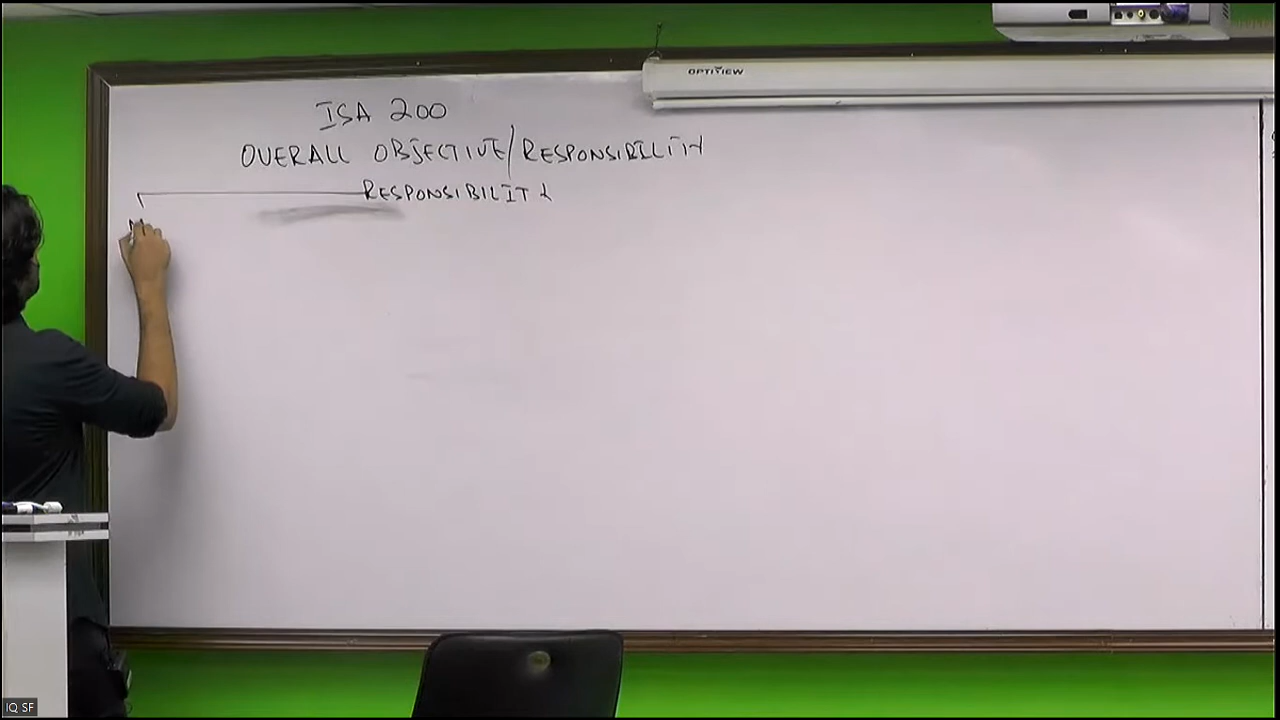 OPTIVIEW
ISA 200
OVERALL OBJECTIVE/RESPONSIBILITY
RESPONSIBILITY
IQ SF